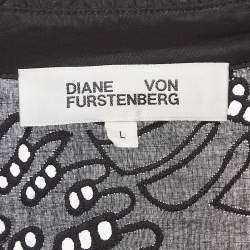 DIANE VON
FURSTENBERG
L